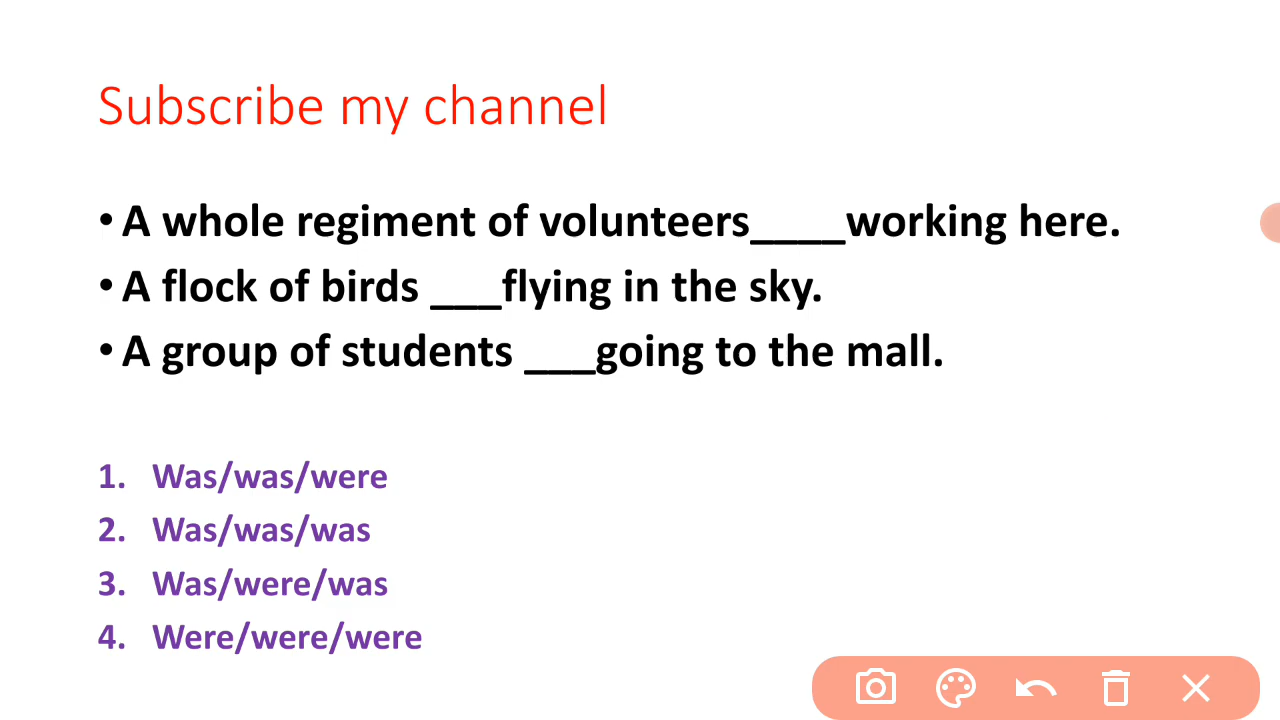 Subscribe my channel
• A whole regiment of volunteers____working here.
• A flock of birds ___flying in the sky.
• A group of students ___going to the mall.
1. Was/was/were
2. Was/was/was
3. Was/were/was
4. Were/were/were